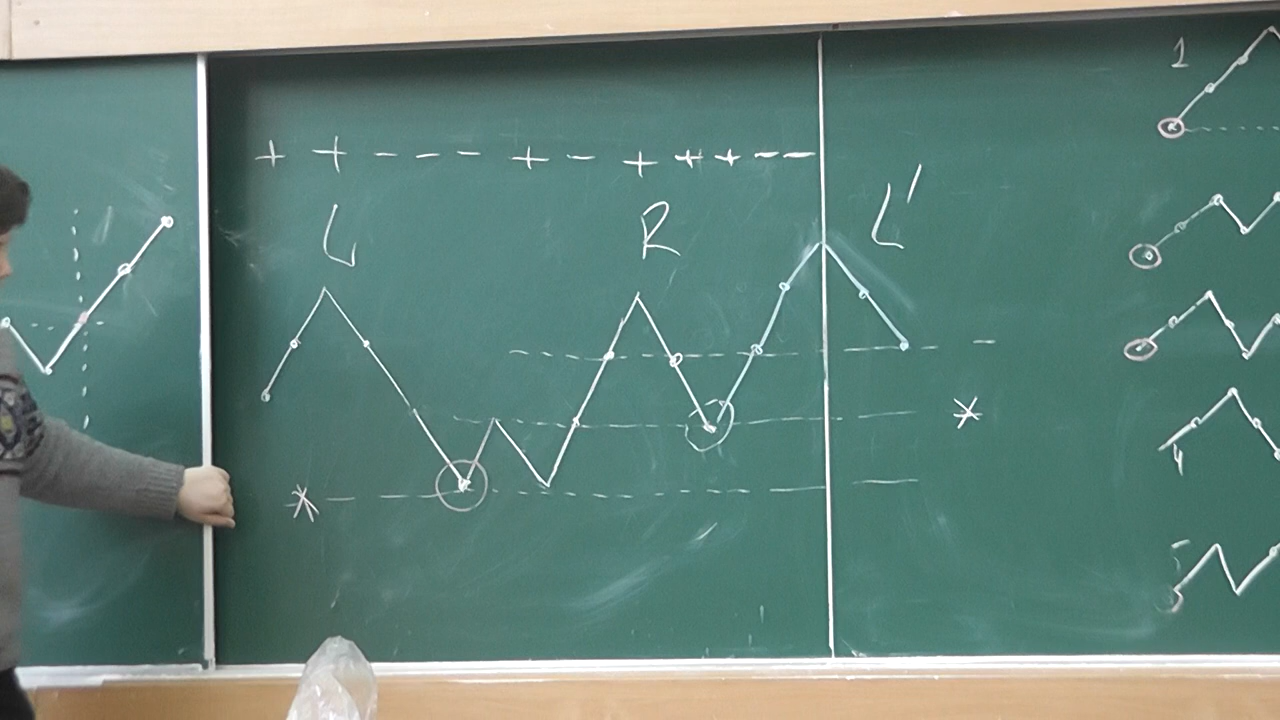 1
+ + - - - + - + + + - -
L R L'
*
*
4
5